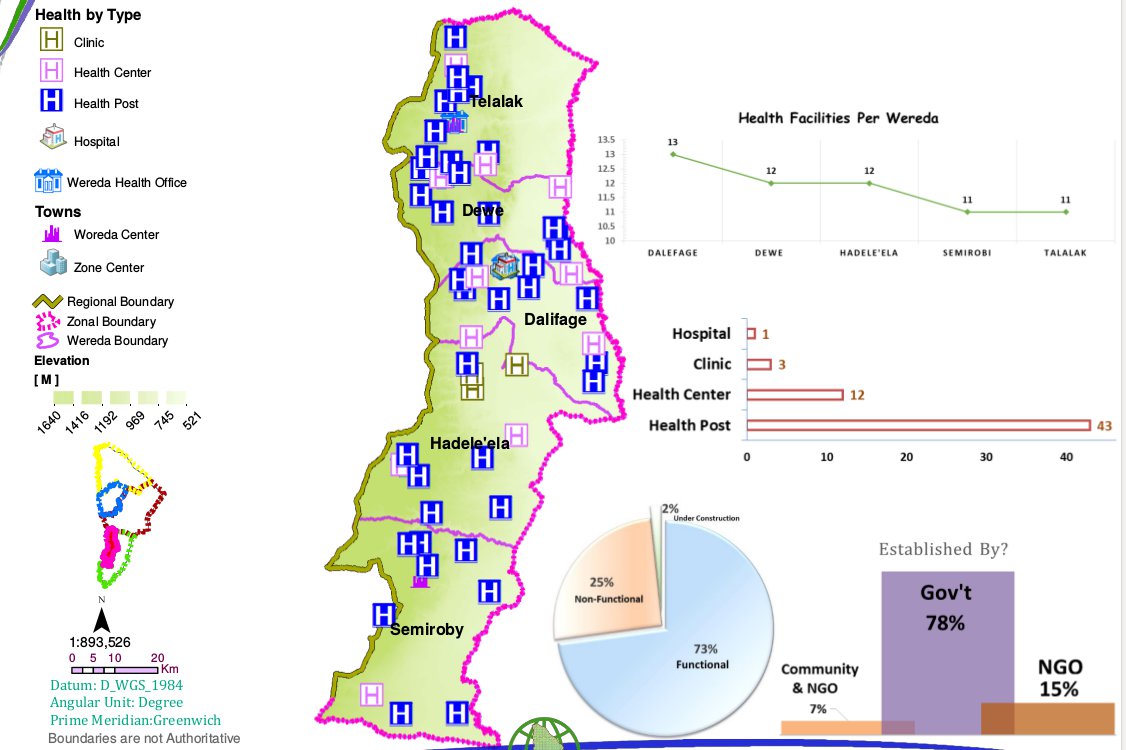 Health by Type
H Clinic
H Health Center
H Health Post
Hospital
Wereda Health Office
Towns
Woreda Center
Zone Center
Regional Boundary
Zonal Boundary
Wereda Boundary
Elevation
[ M ]
1640 1416 1192 969 745 521
N
1:893,526
0 5 10 20 Km
Datum: D_WGS_1984
Angular Unit: Degree
Prime Meridian:Greenwich
Boundaries are not Authoritative
Telalak
Dewe
Dalifage
Hadele'ela
Semiroby
Health Facilities Per Wereda
13.5
13
12.5
12
11.5
11
10.5
10
13 12 12 11 11
DALEFAGE DEWE HADELE'ELA SEMIROBI TALALAK
Hospital 1
Clinic 3
Health Center 12
Health Post 43
0 10 20 30 40
2%
Under Construction
25%
Non-Functional
73%
Functional
Established By?
Gov't
78%
Community
& NGO
7%
NGO
15%